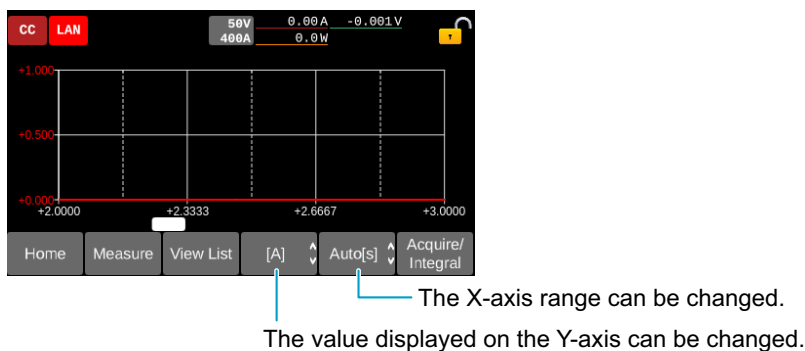 CC LAN 50V 0.00A -0.001V
400A 0.0W
+1.000
+0.500
+0.000
+2.0000 +2.3333 +2.6667 +3.0000
Home Measure View List [A] Auto[s] Acquire/
Integral
The X-axis range can be changed.
The value displayed on the Y-axis can be changed.